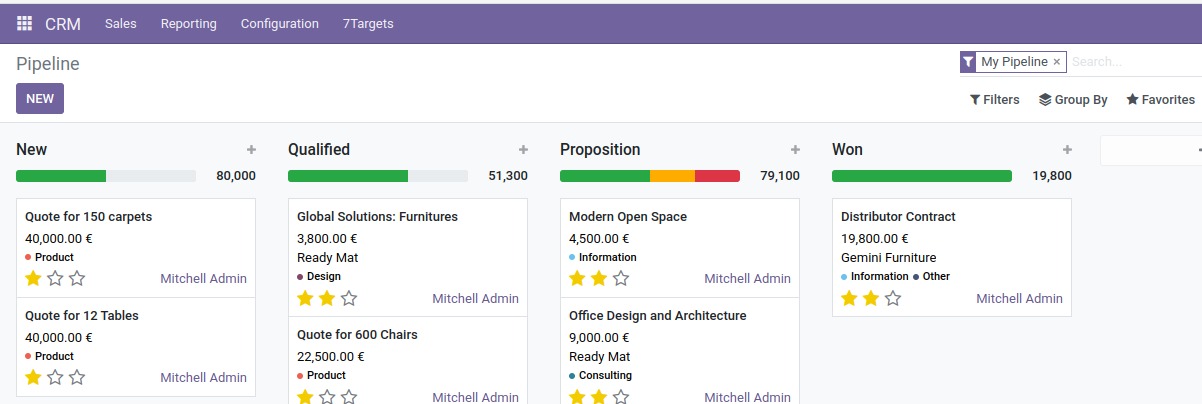 CRM Sales Reporting Configuration 7Targets
Pipeline
My Pipeline × Search...
NEW
Filters Group By Favorites
New +
80,000
Quote for 150 carpets
40,000.00 €
Product
Mitchell Admin
Quote for 12 Tables
40,000.00 €
Product
Mitchell Admin
Qualified +
51,300
Global Solutions: Furnitures
3,800.00 €
Ready Mat
Design
Mitchell Admin
Quote for 600 Chairs
22,500.00 €
Product
Mitchell Admin
Proposition +
79,100
Modern Open Space
4,500.00 €
Information
Mitchell Admin
Office Design and Architecture
9,000.00 €
Ready Mat
Consulting
Mitchell Admin
Won +
19,800
Distributor Contract
19,800.00 €
Gemini Furniture
Information Other
Mitchell Admin